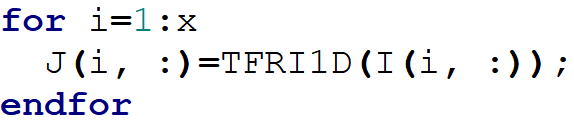 for i=1:x
J(i, :)=TFRI1D(I(i, :));
endfor